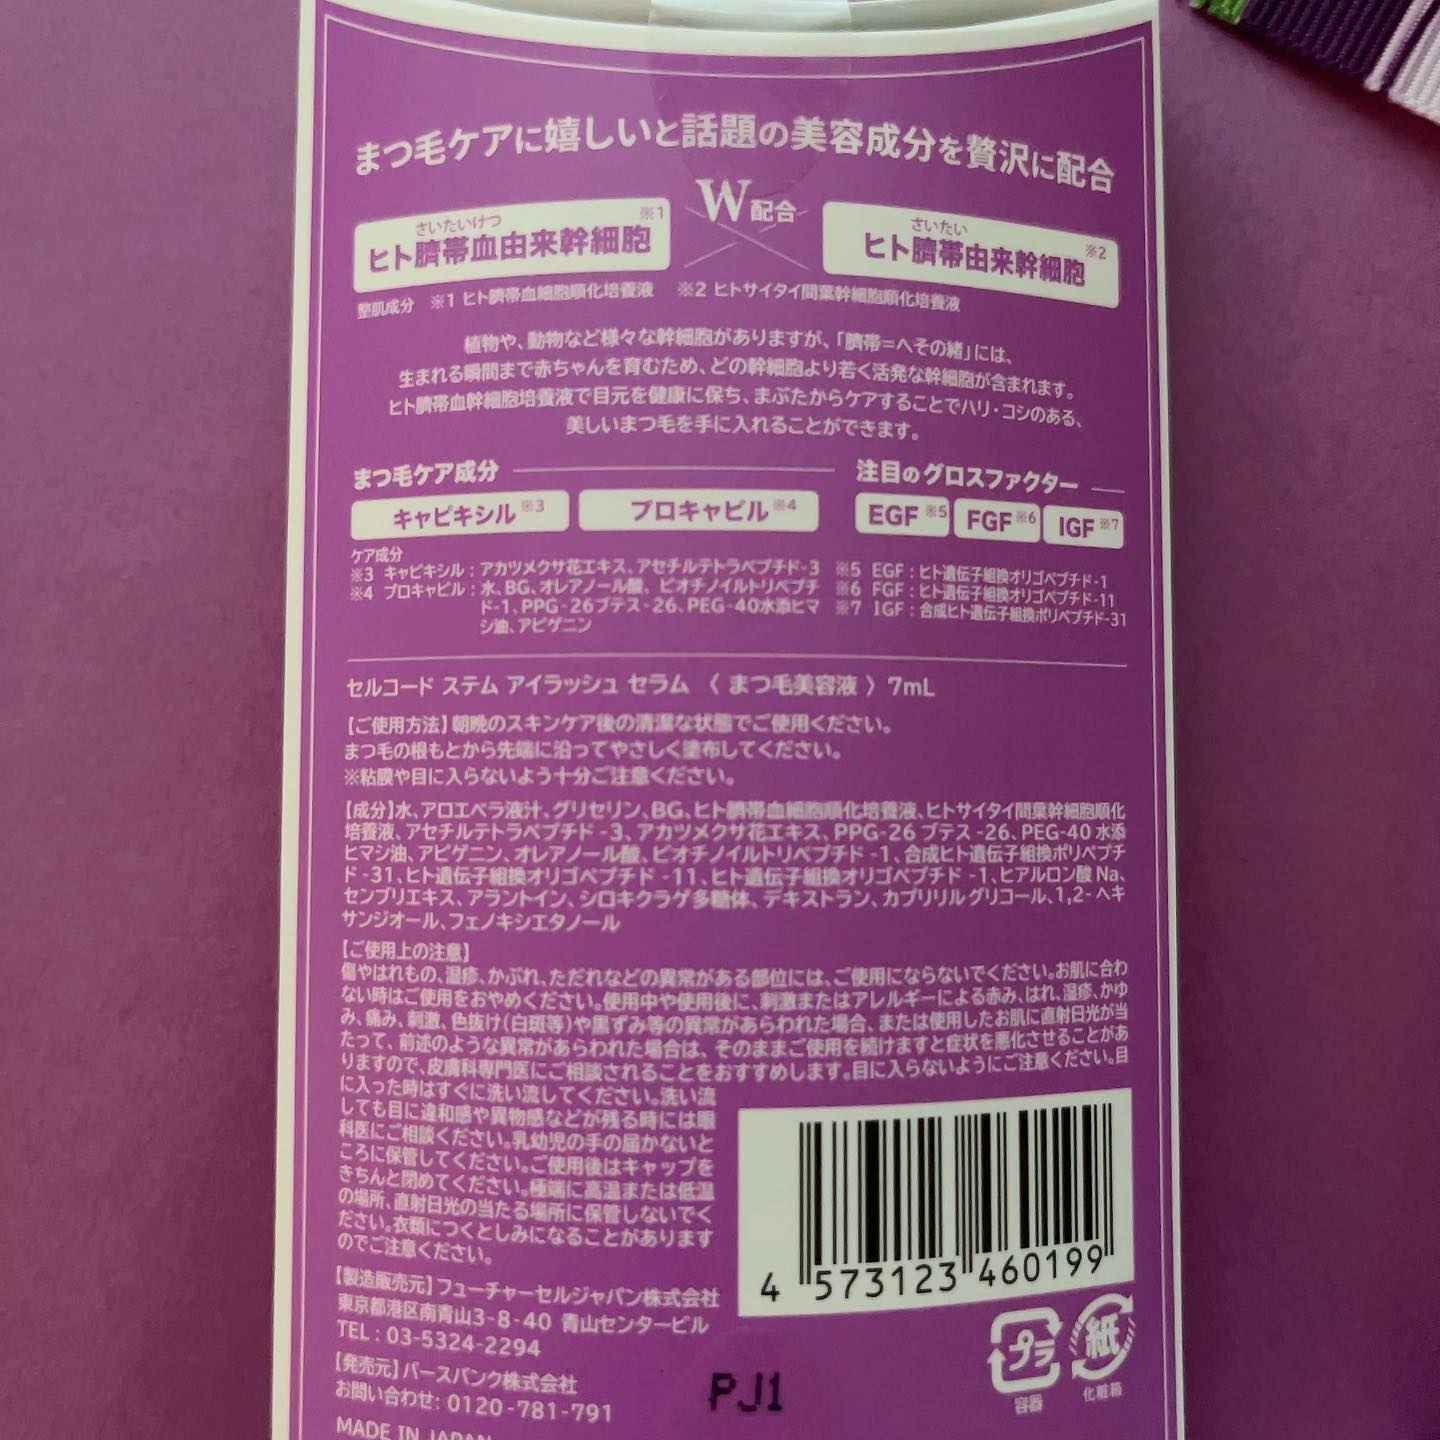 まつ毛ケアに嬉しいと話題の美容成分を贅沢に配合
W配合
さいたいけつ
ヒト臍帯血由来幹細胞※1
さいたい
ヒト臍帯由来幹細胞※2
整肌成分 ※1 ヒト臍帯血細胞順化培養液 ※2 ヒトサイタイ間葉幹細胞順化培養液
植物や、動物など様々な幹細胞がありますが、「臍帯=へその緒」には、
生まれる瞬間まで赤ちゃんを育むため、どの幹細胞より若く活発な幹細胞が含まれます。
ヒト臍帯血幹細胞培養液で目元を健康に保ち、まぶたからケアすることでハリ・コシのある、
美しいまつ毛を手に入れることができます。
まつ毛ケア成分
キャピキシル※3 プロキャピル※4
ケア成分
※3 キャピキシル:アカツメクサ花エキス、アセチルテトラペプチド-3
※4 プロキャピル:水、BG、オレアノール酸、ビオチノイルトリペプチ
ド-1、PPG-26ブテス-26、PEG-40水添ヒマ
シ油、アピゲニン
注目のグロスファクター
EGF※5 FGF※6 IGF※7
※5 EGF:ヒト遺伝子組換オリゴペプチド-1
※6 FGF:ヒト遺伝子組換オリゴペプチド-11
※7 IGF:合成ヒト遺伝子組換ポリペプチド-31
セルコード ステム アイラッシュ セラム 〈 まつ毛美容液 〉 7mL
【ご使用方法】朝晩のスキンケア後の清潔な状態でご使用ください。
まつ毛の根もとから先端に沿ってやさしく塗布してください。
※粘膜や目に入らないよう十分ご注意ください。
【成分】水、アロエベラ液汁、グリセリン、BG、ヒト臍帯血細胞順化培養液、ヒトサイタイ間葉幹細胞順化
培養液、アセチルテトラペプチド -3、アカツメクサ花エキス、PPG-26 ブテス -26、PEG-40 水添
ヒマシ油、アピゲニン、オレアノール酸、ビオチノイルトリペプチド -1、合成ヒト遺伝子組換ポリペプチ
ド -31、ヒト遺伝子組換オリゴペプチド -11、ヒト遺伝子組換オリゴペプチド -1、ヒアルロン酸 Na、
センブリエキス、アラントイン、シロキクラゲ多糖体、デキストラン、カプリリルグリコール、1,2- ヘキ
サンジオール、フェノキシエタノール
【ご使用上の注意】
傷やはれもの、湿疹、かぶれ、ただれなどの異常がある部位には、ご使用にならないでください。お肌に合わ
ない時はご使用をおやめください。使用中や使用後に、刺激またはアレルギーによる赤み、はれ、湿疹、かゆ
み、痛み、刺激、色抜け(白斑等)や黒ずみ等の異常があらわれた場合、または使用したお肌に直射日光が当
たって、前述のような異常があらわれた場合は、そのままご使用を続けますと症状を悪化させることがあ
りますので、皮膚科専門医にご相談されることをおすすめします。目に入らないようにご注意ください。目
に入った時はすぐに洗い流してください。洗い流
しても目に違和感や異物感などが残る時には眼
科医にご相談ください。乳幼児の手の届かないと
ころに保管してください。ご使用後はキャップを
きちんと閉めてください。極端に高温または低温
の場所、直射日光の当たる場所に保管しないでく
ださい。衣類につくとしみになることがあります
のでご注意ください。
【製造販売元】フューチャーセルジャパン株式会社
東京都港区南青山3-8-40 青山センタービル
TEL : 03-5324-2294
【発売元】バースバンク株式会社
お問い合わせ: 0120-781-791
MADE IN JAPAN
4 573123 460199
プラ
容器
紙
化粧箱
PJ1